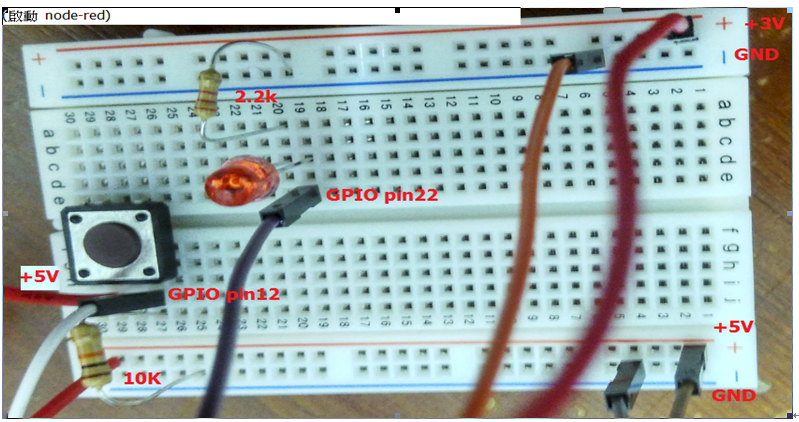 (啟動 node-red)
+3V
GND
2.2k
GPIO pin22
+5V
GPIO pin12
+5V
10K
GND
+ -
30 29 28 27 26 25 24 23 22 21 20 19 18 17 16 15 14 13 12 11 10 9 8 7 6 5 4 3 2 1
a b c d e
a b c d e
f g h i j
+ -